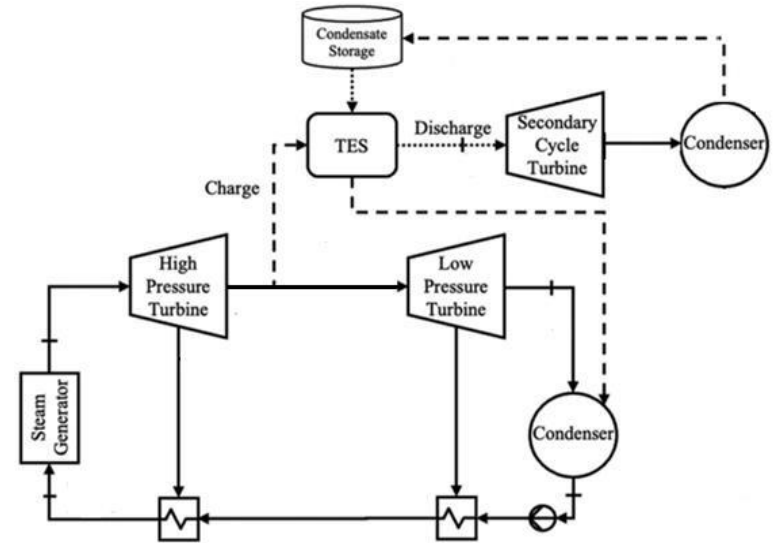 Condensate
Storage
TES
Discharge
Secondary
Cycle
Turbine
Condenser
Charge
High
Pressure
Turbine
Low
Pressure
Turbine
Steam
Generator
Condenser